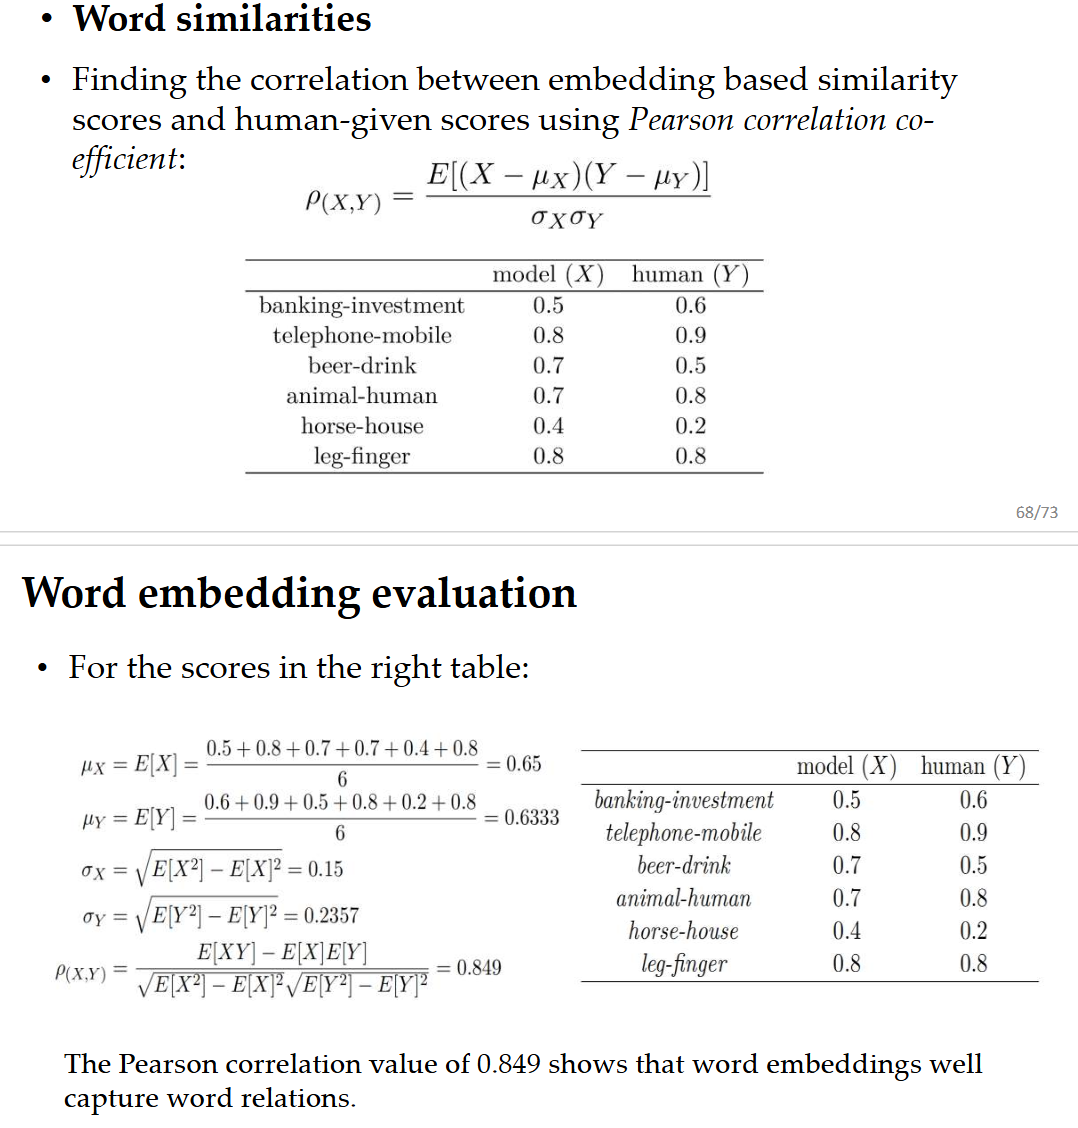 • Word similarities
• Finding the correlation between embedding based similarity
scores and human-given scores using Pearson correlation co-
efficient:
ρ(X,Y) = E[(X − μX)(Y − μY)] / σXσY
model (X) human (Y)
banking-investment 0.5 0.6
telephone-mobile 0.8 0.9
beer-drink 0.7 0.5
animal-human 0.7 0.8
horse-house 0.4 0.2
leg-finger 0.8 0.8
68/73
Word embedding evaluation
• For the scores in the right table:
μX = E[X] = (0.5 + 0.8 + 0.7 + 0.7 + 0.4 + 0.8) / 6 = 0.65
μY = E[Y] = (0.6 + 0.9 + 0.5 + 0.8 + 0.2 + 0.8) / 6 = 0.6333
σX = √(E[X²] − E[X]²) = 0.15
σY = √(E[Y²] − E[Y]²) = 0.2357
ρ(X,Y) = (E[XY] − E[X]E[Y]) / (√(E[X²] − E[X]²) √(E[Y²] − E[Y]²)) = 0.849
model (X) human (Y)
banking-investment 0.5 0.6
telephone-mobile 0.8 0.9
beer-drink 0.7 0.5
animal-human 0.7 0.8
horse-house 0.4 0.2
leg-finger 0.8 0.8
The Pearson correlation value of 0.849 shows that word embeddings well
capture word relations.